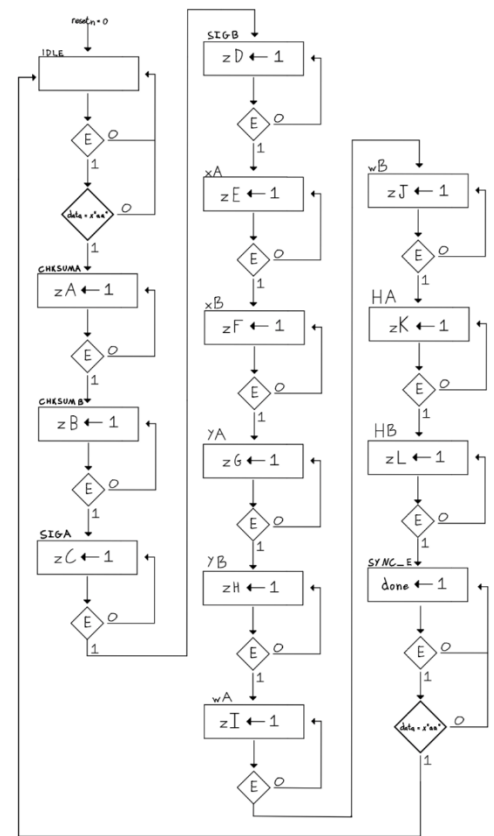 resetn = 0
IDLE
E
0
1
data = x"aa"
0
1
CHKSUMA
zA ← 1
E
0
1
CHKSUMB
zB ← 1
E
0
1
SIGA
zC ← 1
E
0
1
SIGB
zD ← 1
E
0
1
xA
zE ← 1
E
0
1
xB
zF ← 1
E
0
1
YA
zG ← 1
E
0
1
YB
zH ← 1
E
0
1
wA
zI ← 1
E
0
1
wB
zJ ← 1
E
0
1
HA
zK ← 1
E
0
1
HB
zL ← 1
E
0
1
SYNC_E
done ← 1
E
0
1
data = x"aa"
0
1